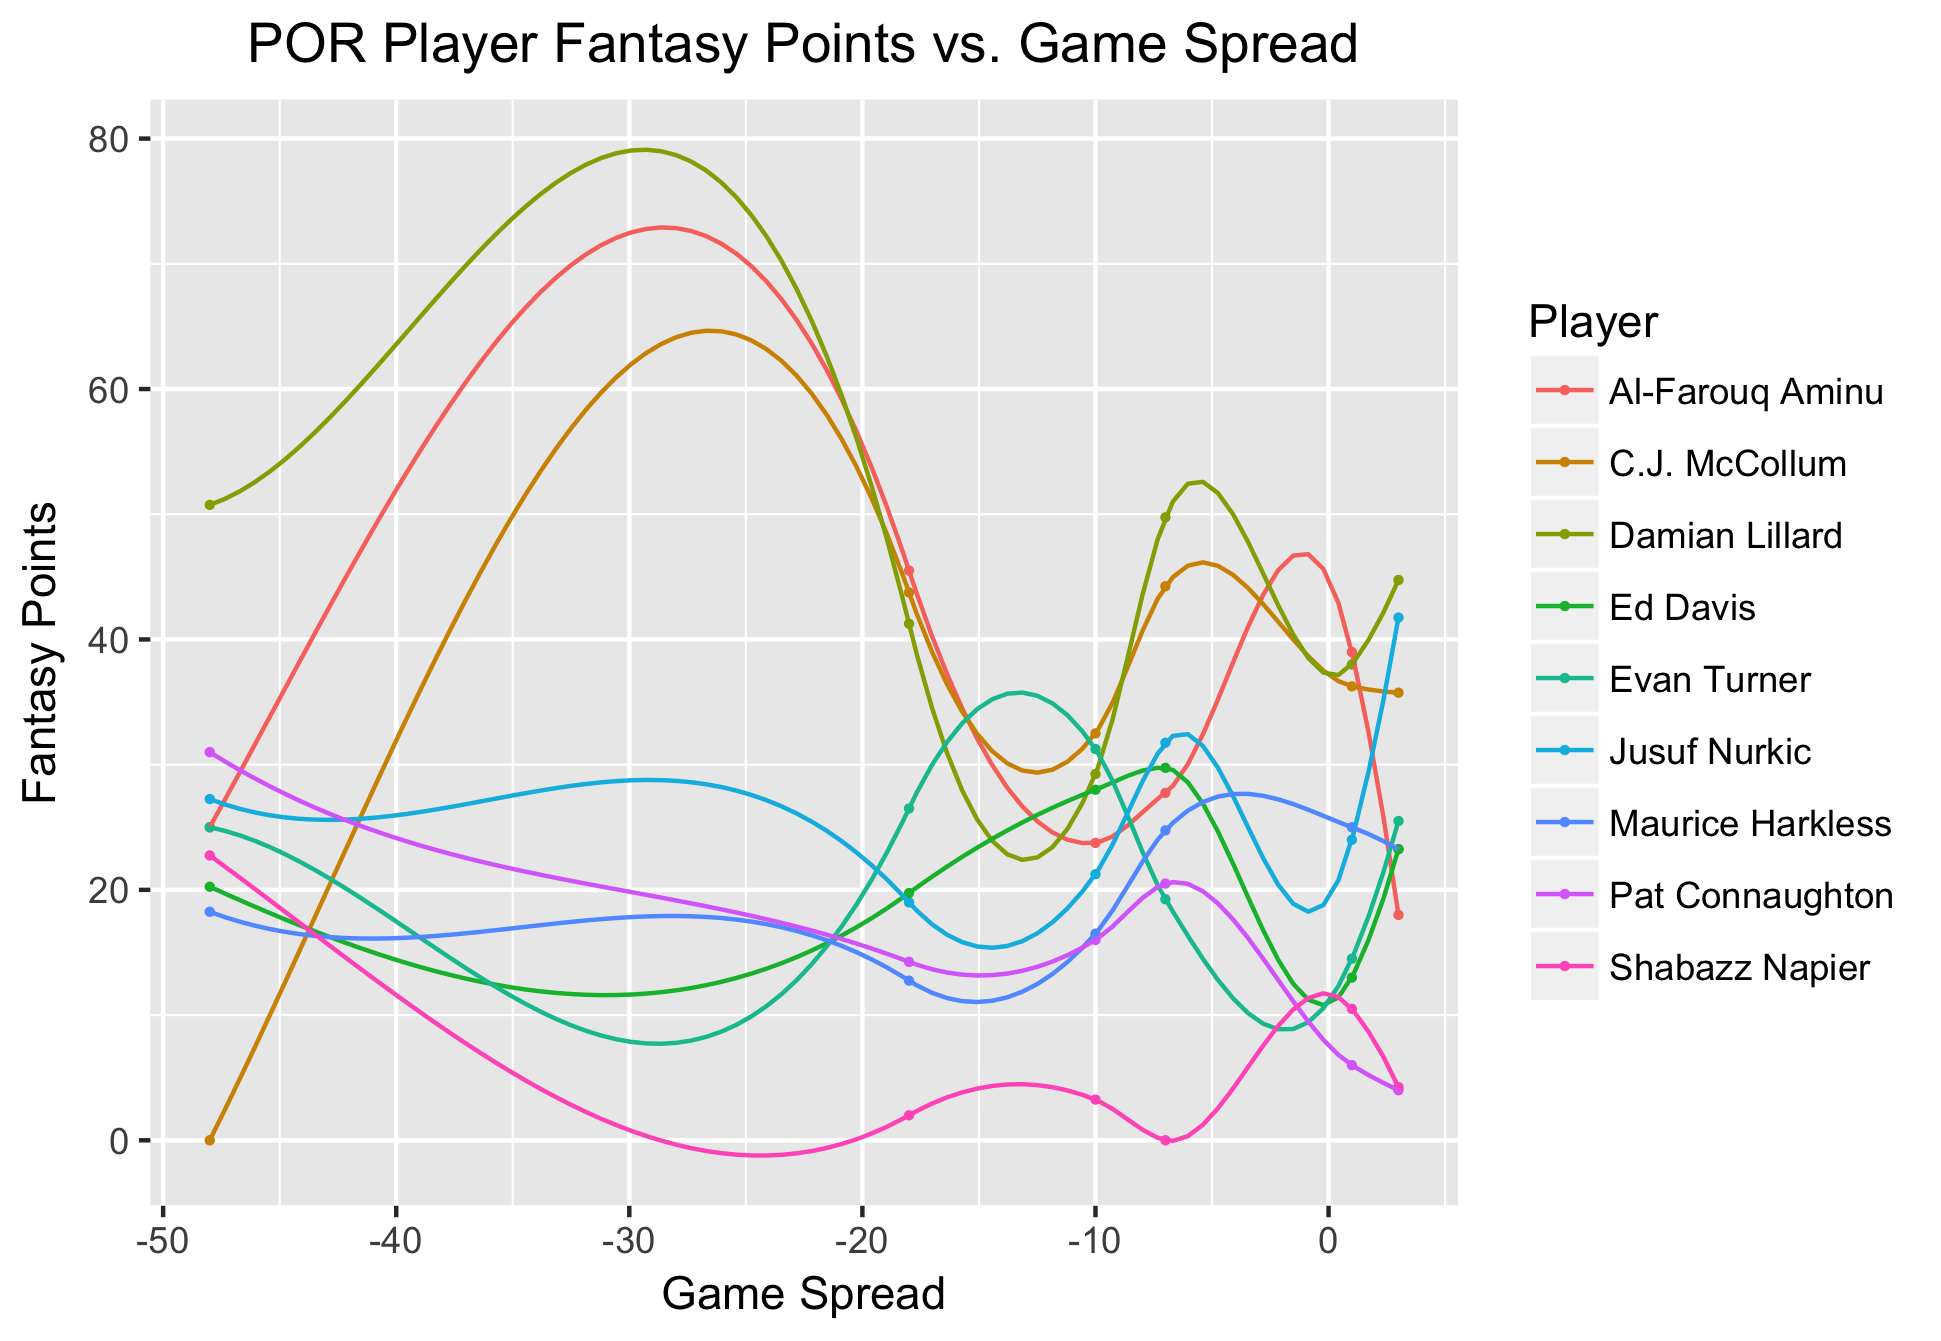 POR Player Fantasy Points vs. Game Spread
Fantasy Points
80
60
40
20
0
-50
-40
-30
-20
-10
0
Game Spread
Player
Al-Farouq Aminu
C.J. McCollum
Damian Lillard
Ed Davis
Evan Turner
Jusuf Nurkic
Maurice Harkless
Pat Connaughton
Shabazz Napier